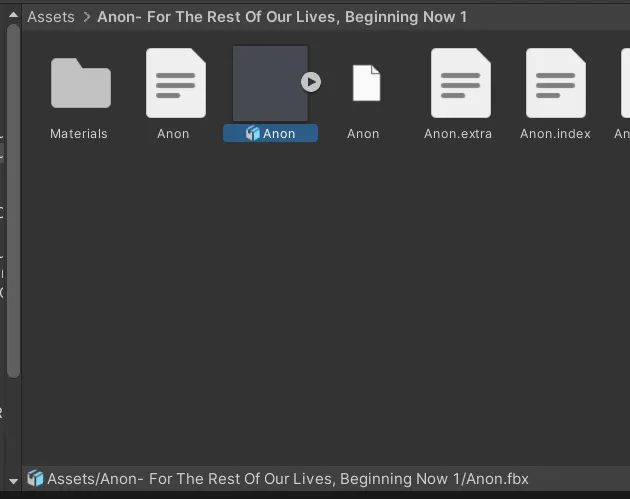 Assets > Anon- For The Rest Of Our Lives, Beginning Now 1
Materials Anon Anon Anon Anon.extra Anon.index An
Assets/Anon- For The Rest Of Our Lives, Beginning Now 1/Anon.fbx